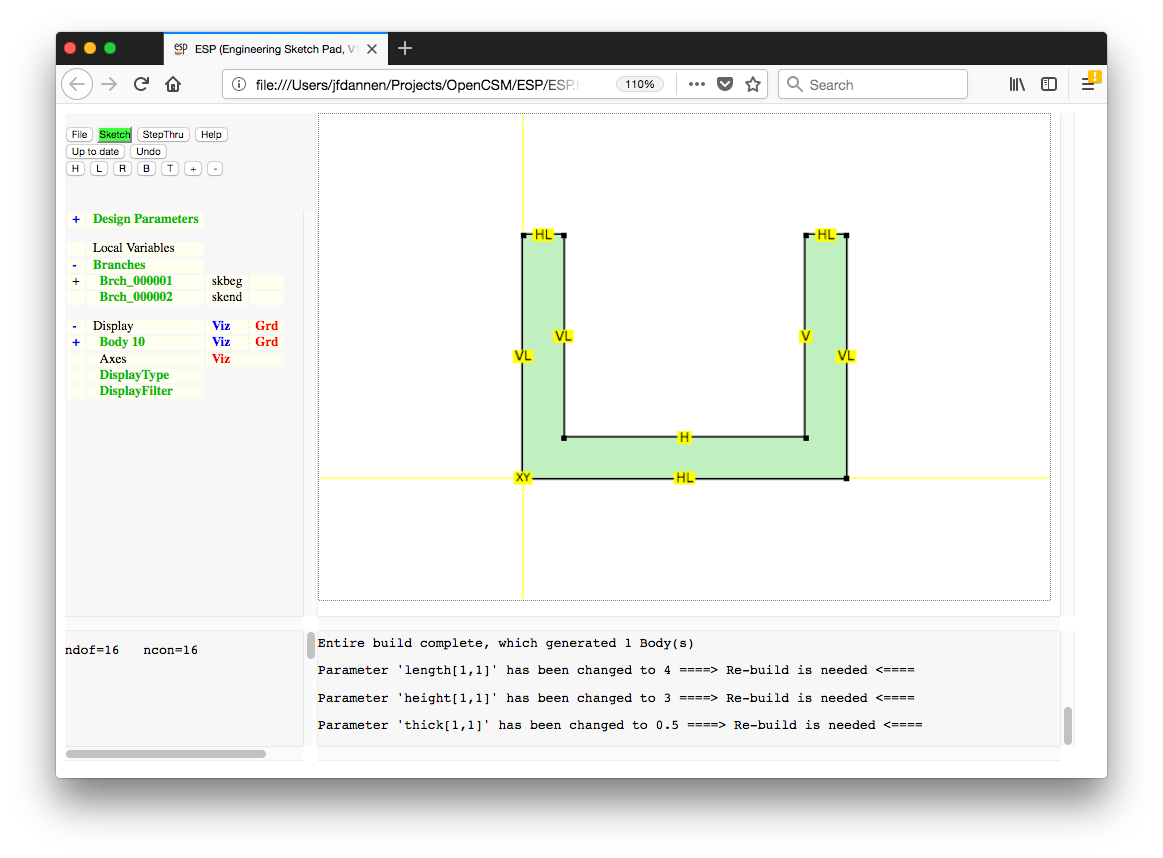 esp ESP (Engineering Sketch Pad, V
file:///Users/jfdannen/Projects/OpenCSM/ESP/ESP. 110% Search
File Sketch StepThru Help
Up to date Undo
H L R B T + -
+ Design Parameters
Local Variables
- Branches
+ Brch_000001 skbeg
Brch_000002 skend
- Display Viz Grd
+ Body 10 Viz Grd
Axes Viz
DisplayType
DisplayFilter
HL HL
VL V
VL VL
H
XY HL
ndof=16 ncon=16
Entire build complete, which generated 1 Body(s)
Parameter 'length[1,1]' has been changed to 4 ====> Re-build is needed <====
Parameter 'height[1,1]' has been changed to 3 ====> Re-build is needed <====
Parameter 'thick[1,1]' has been changed to 0.5 ====> Re-build is needed <====